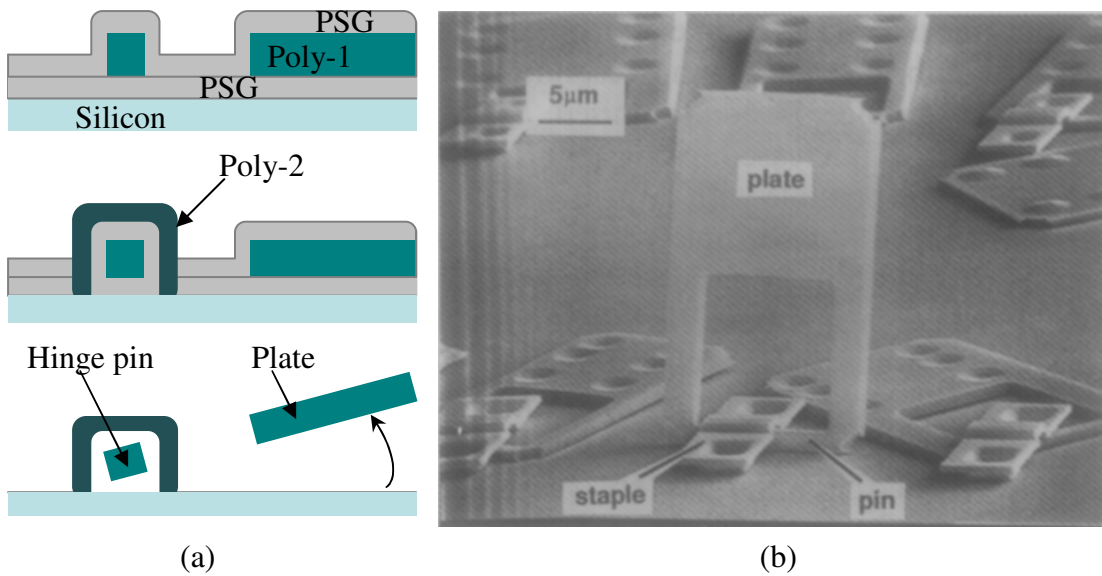 PSG
Poly-1
PSG
Silicon
Poly-2
Hinge pin
Plate
(a)
5μm
plate
staple
pin
(b)